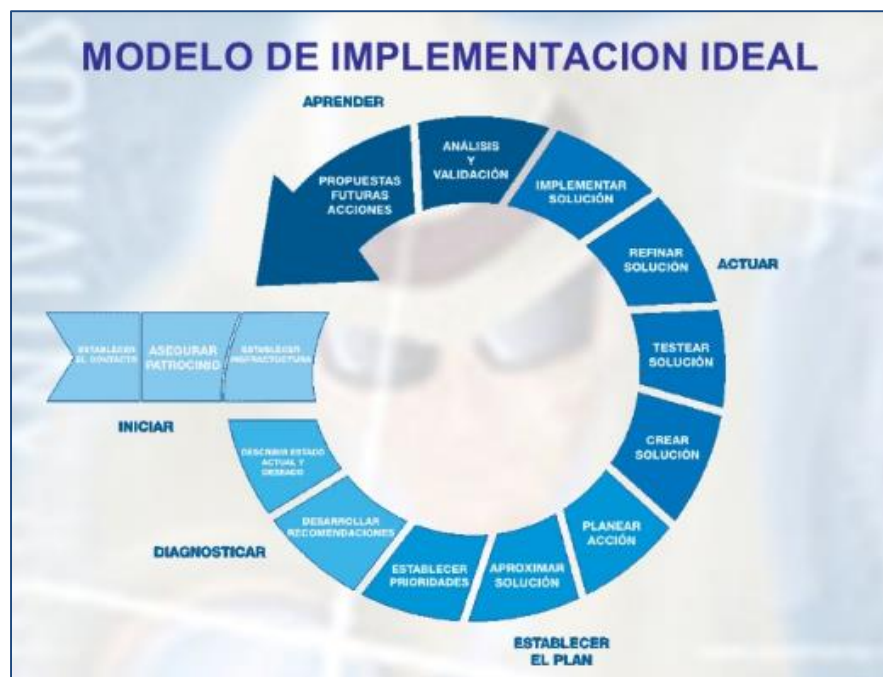 MODELO DE IMPLEMENTACION IDEAL
APRENDER
ANÁLISIS
Y
VALIDACIÓN
PROPUESTAS
FUTURAS
ACCIONES
IMPLEMENTAR
SOLUCIÓN
REFINAR
SOLUCIÓN
ACTUAR
TESTEAR
SOLUCIÓN
CREAR
SOLUCIÓN
PLANEAR
ACCIÓN
APROXIMAR
SOLUCIÓN
ESTABLECER
PRIORIDADES
ESTABLECER
EL PLAN
DESARROLLAR
RECOMENDACIONES
DIAGNOSTICAR
DESCRIBIR ESTADO
ACTUAL Y
DESEADO
ESTABLECER
EL CONTACTO
ASEGURAR
PATROCINIO
ESTABLECER
INICIAR